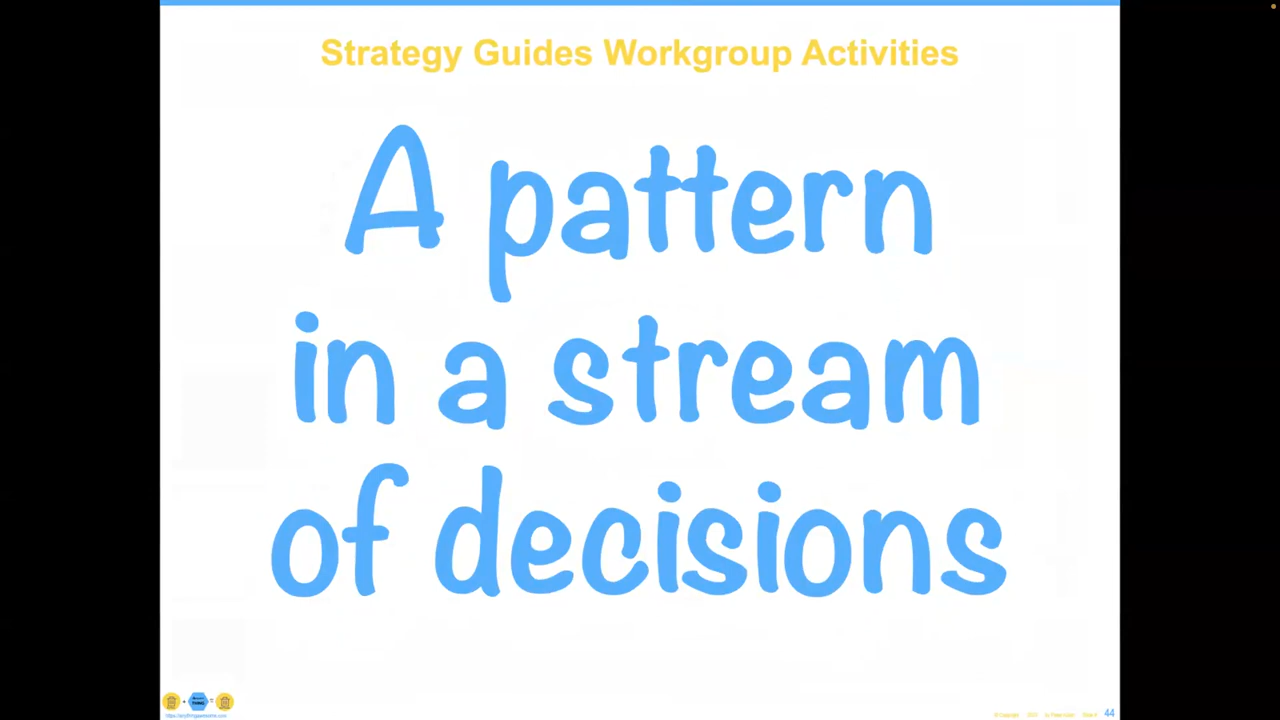 Strategy Guides Workgroup Activities
A pattern
in a stream
of decisions
44